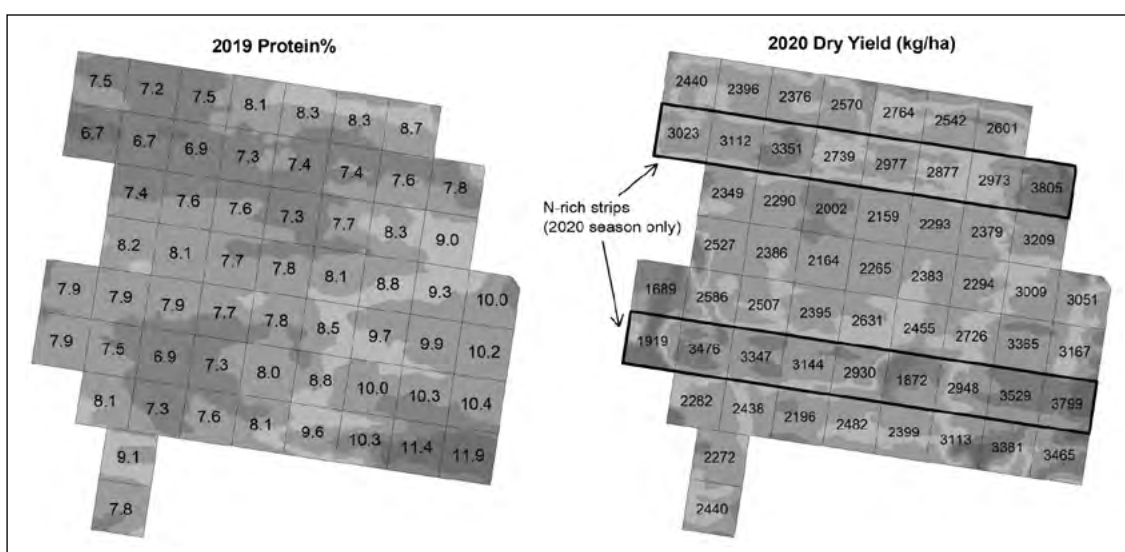 2019 Protein%
7.5 7.2 7.5 8.1 8.3 8.3 8.7
6.7 6.7 6.9 7.3 7.4 7.4 7.6 7.8
7.4 7.6 7.6 7.3 7.7 8.3 9.0
8.2 8.1 7.7 7.8 8.1 8.8 9.3 10.0
7.9 7.9 7.9 7.7 7.8 8.5 9.7 9.9 10.2
7.9 7.5 6.9 7.3 8.0 8.8 10.0 10.3 10.4
8.1 7.3 7.6 8.1 9.6 10.3 11.4 11.9
9.1
7.8
2020 Dry Yield (kg/ha)
2440 2396 2376 2570 2764 2542 2601
3023 3112 3351 2739 2977 2877 2973 3805
N-rich strips
(2020 season only)
2349 2290 2002 2159 2293 2379 3209
2527 2386 2164 2265 2383 2294 3009 3051
1689 2586 2507 2395 2631 2455 2726 3365 3167
1919 3476 3347 3144 2930 1872 2948 3529 3799
2282 2438 2196 2482 2399 3113 3381 3465
2272
2440